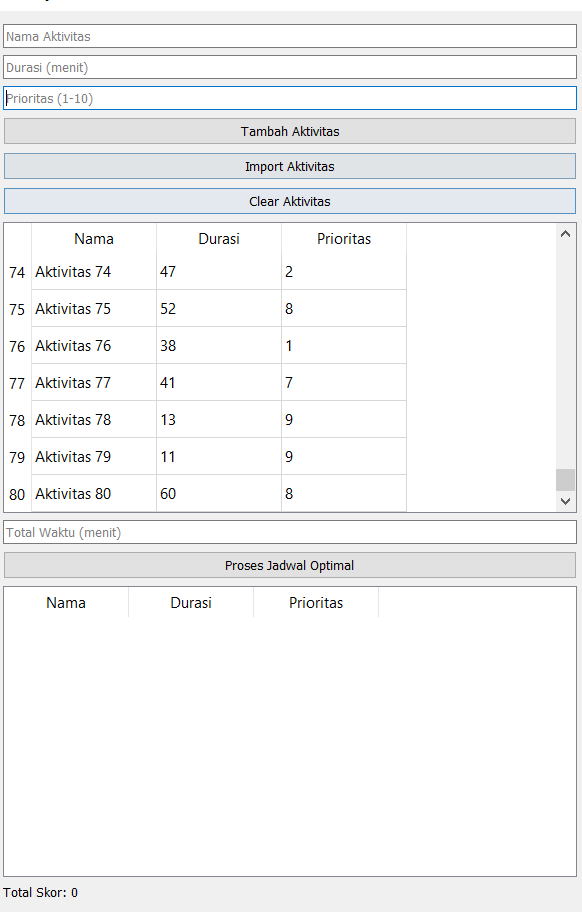 Nama Aktivitas
Durasi (menit)
Prioritas (1-10)
Tambah Aktivitas
Import Aktivitas
Clear Aktivitas
Nama Durasi Prioritas
74 Aktivitas 74 47 2
75 Aktivitas 75 52 8
76 Aktivitas 76 38 1
77 Aktivitas 77 41 7
78 Aktivitas 78 13 9
79 Aktivitas 79 11 9
80 Aktivitas 80 60 8
Total Waktu (menit)
Proses Jadwal Optimal
Nama Durasi Prioritas
Total Skor: 0